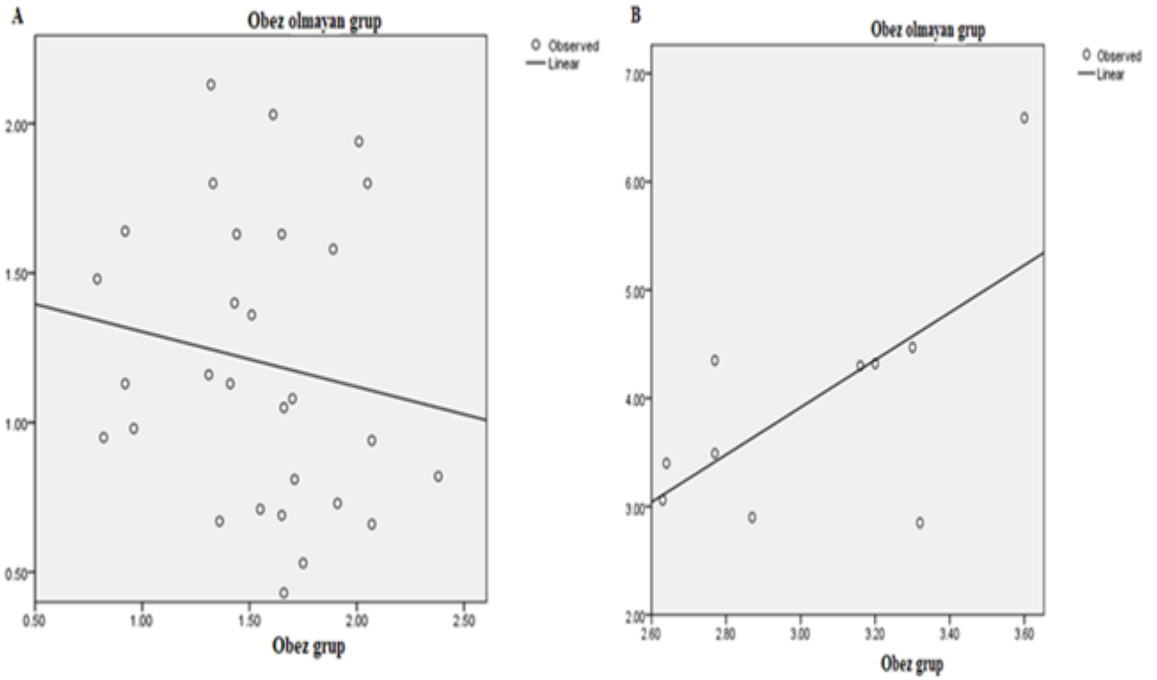 A
Obez olmayan grup
Observed
Linear
2.00
1.50
1.00
0.50
0.50 1.00 1.50 2.00 2.50
Obez grup
B
Obez olmayan grup
Observed
Linear
7.00
6.00
5.00
4.00
3.00
2.00
2.60 2.80 3.00 3.20 3.40 3.60
Obez grup